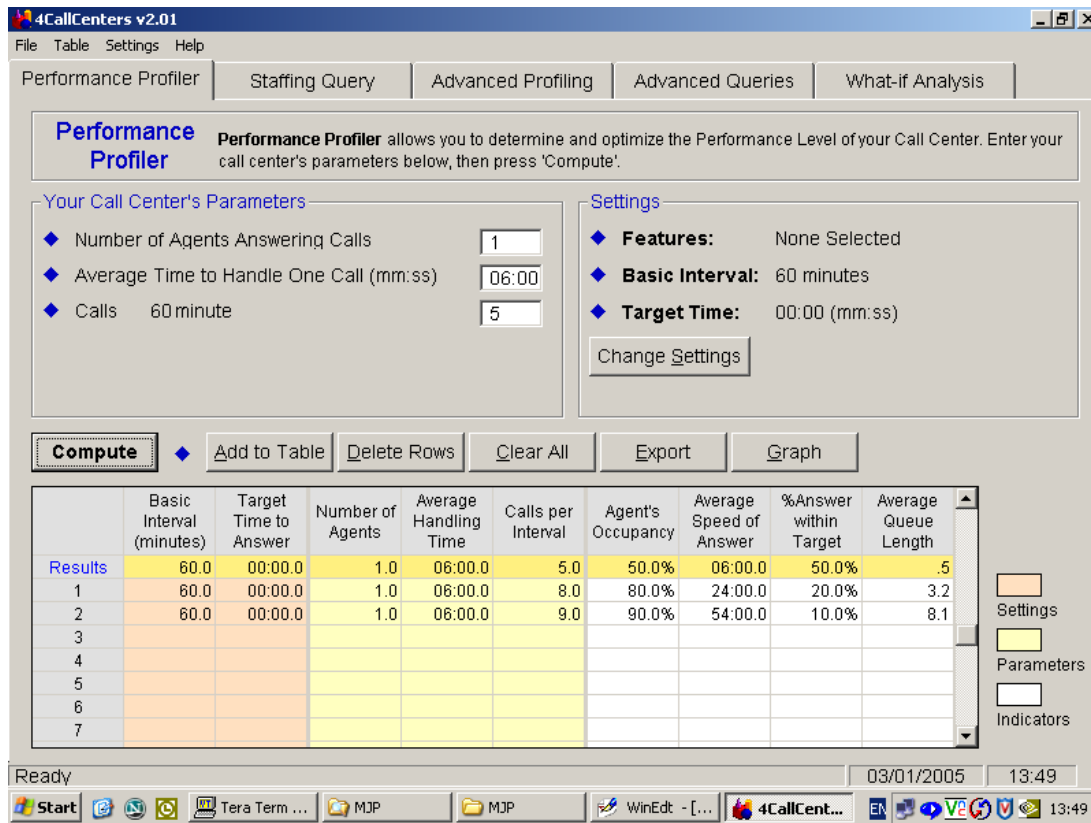 4CallCenters v2.01
File Table Settings Help
Performance Profiler Staffing Query Advanced Profiling Advanced Queries What-if Analysis
Performance Profiler
Performance Profiler allows you to determine and optimize the Performance Level of your Call Center. Enter your
call center's parameters below, then press 'Compute'.
Your Call Center's Parameters
Number of Agents Answering Calls 1
Average Time to Handle One Call (mm:ss) 06:00
Calls 60 minute 5
Settings
Features: None Selected
Basic Interval: 60 minutes
Target Time: 00:00 (mm:ss)
Change Settings
Compute Add to Table Delete Rows Clear All Export Graph
Basic Interval (minutes) Target Time to Answer Number of Agents Average Handling Time Calls per Interval Agent's Occupancy Average Speed of Answer %Answer within Target Average Queue Length
Results 60.0 00:00.0 1.0 06:00.0 5.0 50.0% 06:00.0 50.0% .5
1 60.0 00:00.0 1.0 06:00.0 8.0 80.0% 24:00.0 20.0% 3.2
2 60.0 00:00.0 1.0 06:00.0 9.0 90.0% 54:00.0 10.0% 8.1
3
4
5
6
7
Settings
Parameters
Indicators
Ready 03/01/2005 13:49
Start Tera Term ... MJP MJP WinEdt - [... 4CallCent... EN 13:49